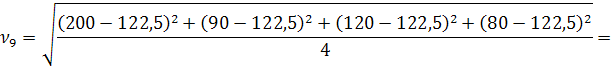 ν₉ = √((200 − 122,5)² + (90 − 122,5)² + (120 − 122,5)² + (80 − 122,5)² / 4) =